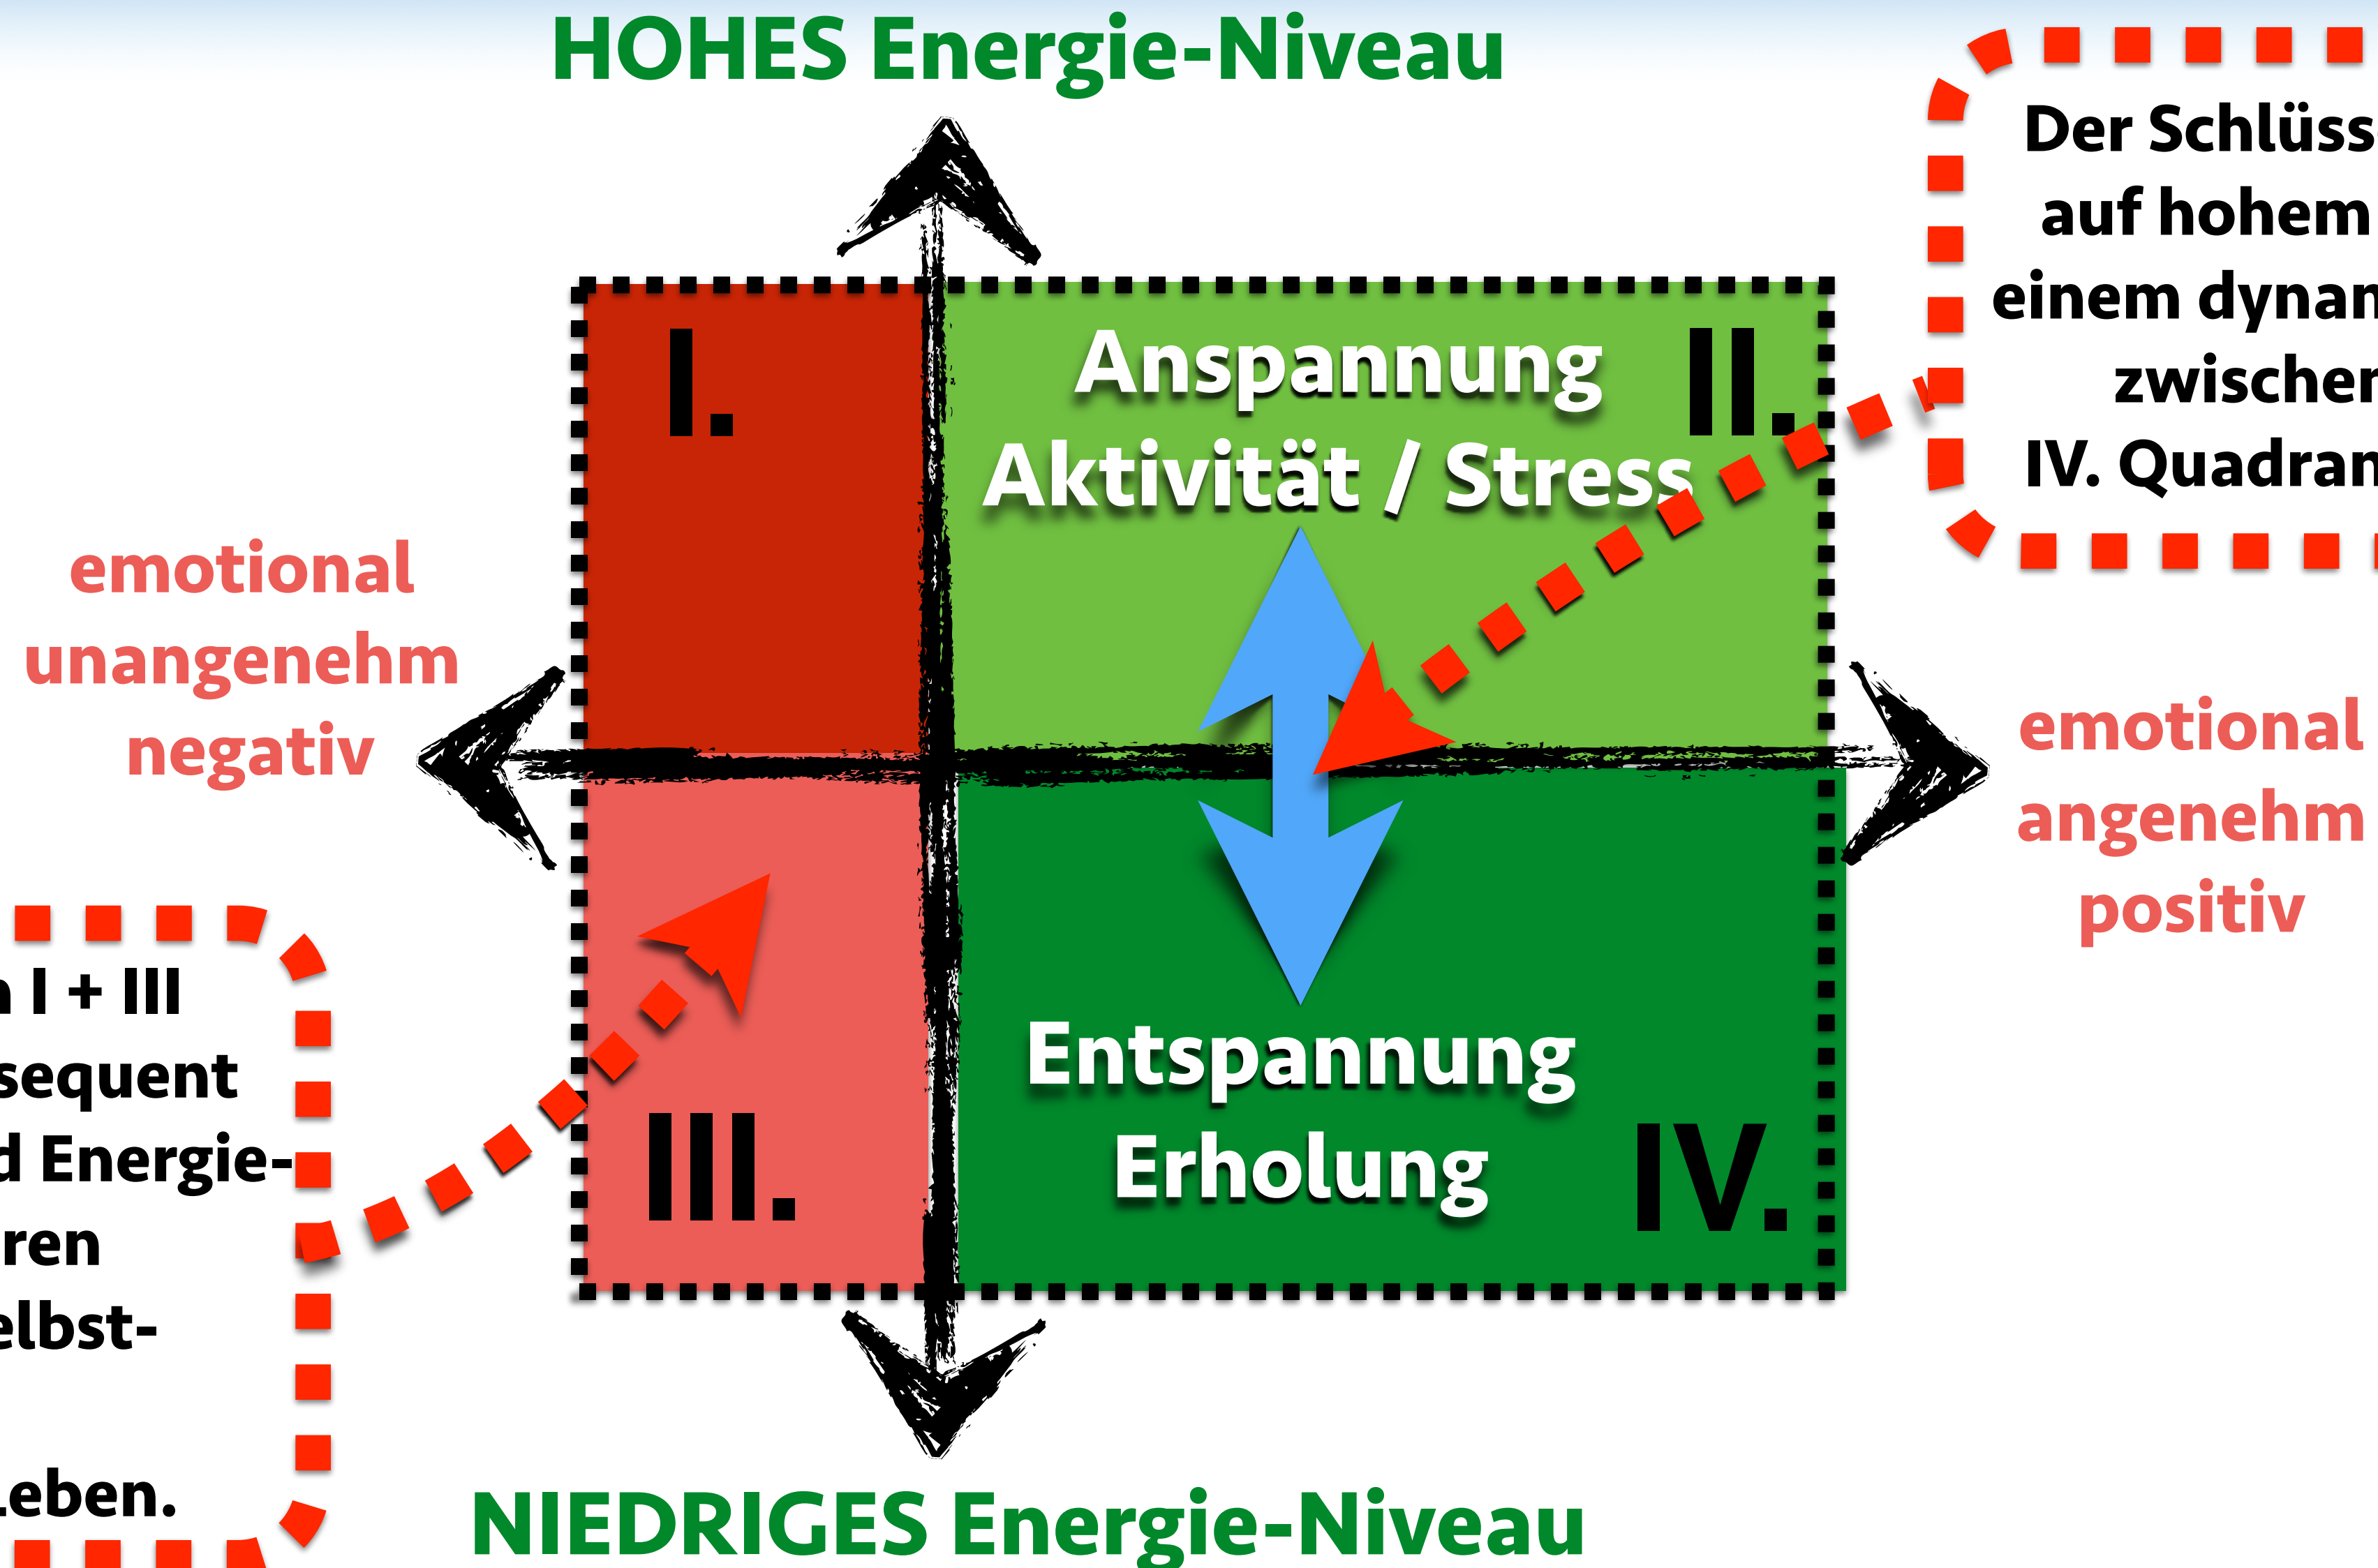 HOHES Energie-Niveau
Der Schlüss
auf hohem
einem dynam
zwischen
IV. Quadran
I.
II.
Anspannung
Aktivität / Stress
emotional
unangenehm
negativ
emotional
angenehm
positiv
I + III
sequent
d Energie-
ren
elbst-
Leben.
III.
Entspannung
Erholung
IV.
NIEDRIGES Energie-Niveau